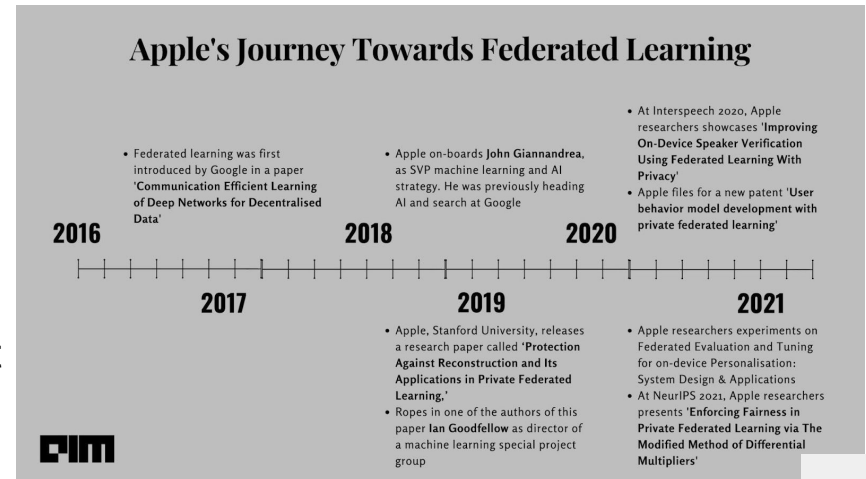 Apple's Journey Towards Federated Learning
• Federated learning was first
introduced by Google in a paper
'Communication Efficient Learning
of Deep Networks for Decentralised
Data'
2016
• Apple on-boards John Giannandrea,
as SVP machine learning and AI
strategy. He was previously heading
AI and search at Google
2018
• At Interspeech 2020, Apple
researchers showcases 'Improving
On-Device Speaker Verification
Using Federated Learning With
Privacy'
• Apple files for a new patent 'User
behavior model development with
private federated learning'
2020
2017
2019
• Apple, Stanford University, releases
a research paper called 'Protection
Against Reconstruction and Its
Applications in Private Federated
Learning,'
• Ropes in one of the authors of this
paper Ian Goodfellow as director of
a machine learning special project
group
2021
• Apple researchers experiments on
Federated Evaluation and Tuning
for on-device Personalisation:
System Design & Applications
• At NeurIPS 2021, Apple researchers
presents 'Enforcing Fairness in
Private Federated Learning via The
Modified Method of Differential
Multipliers'
AIM